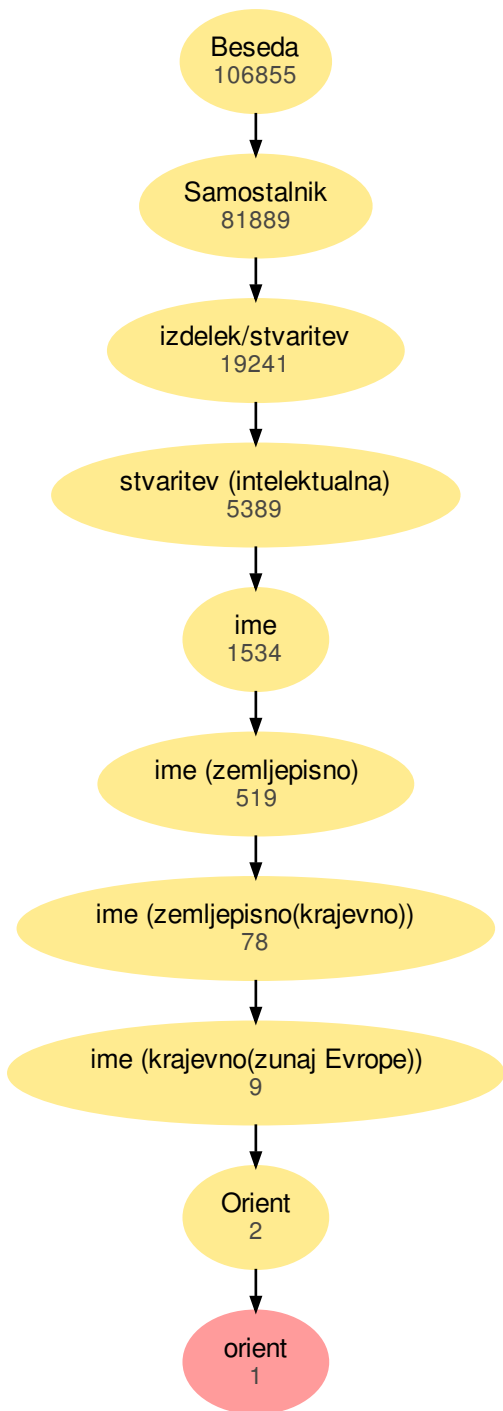 Beseda
106855
Samostalnik
81889
izdelek/stvaritev
19241
stvaritev (intelektualna)
5389
ime
1534
ime (zemljepisno)
519
ime (zemljepisno(krajevno))
78
ime (krajevno(zunaj Evrope))
9
Orient
2
orient
1